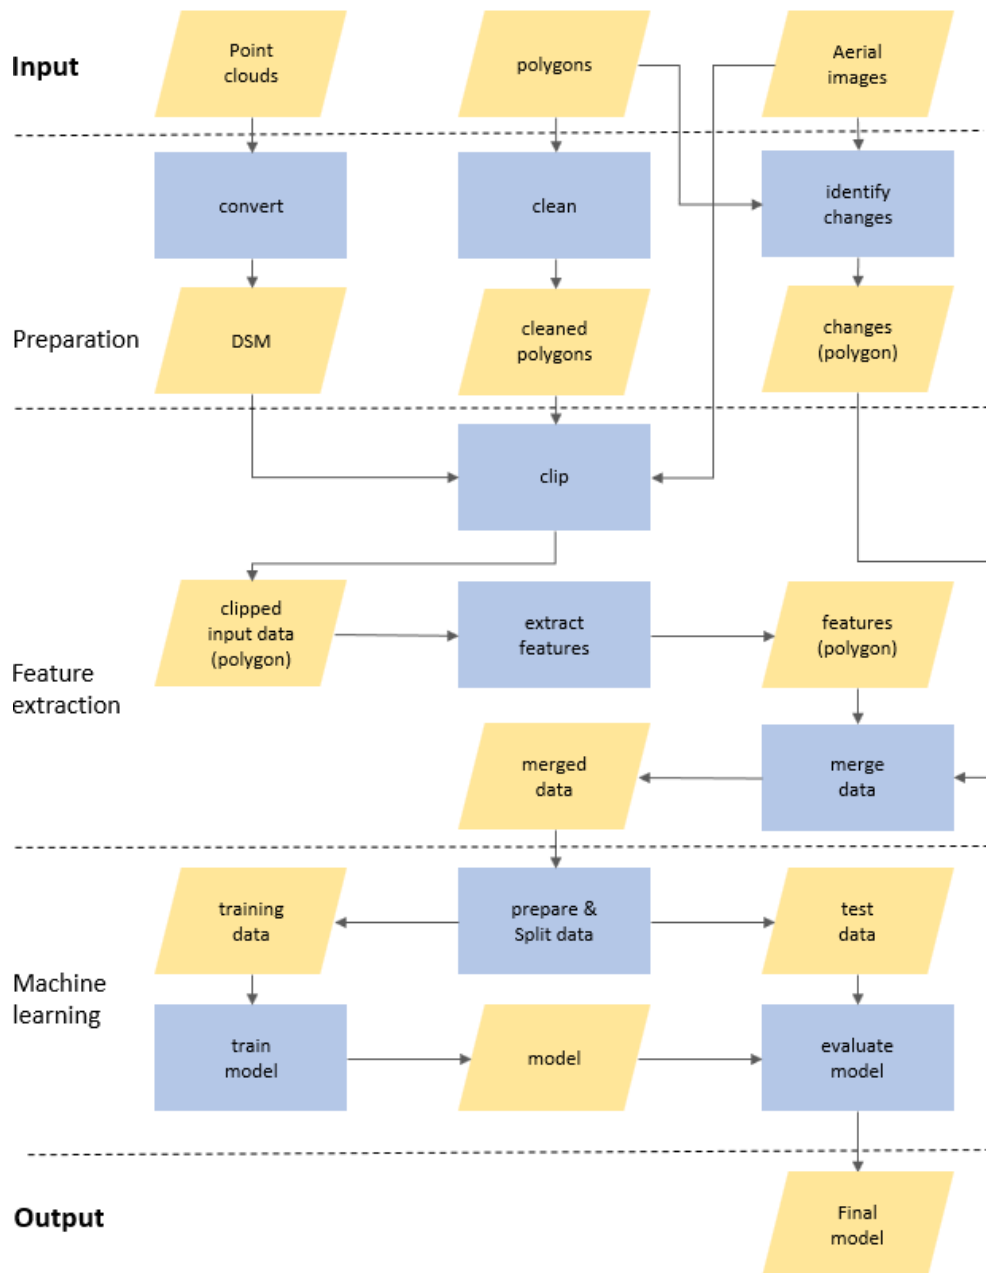 Input
Point
clouds
polygons
Aerial
images
convert
clean
identify
changes
Preparation
DSM
cleaned
polygons
changes
(polygon)
clip
Feature
extraction
clipped
input data
(polygon)
extract
features
features
(polygon)
merged
data
merge
data
Machine
learning
training
data
prepare &
Split data
test
data
train
model
model
evaluate
model
Output
Final
model